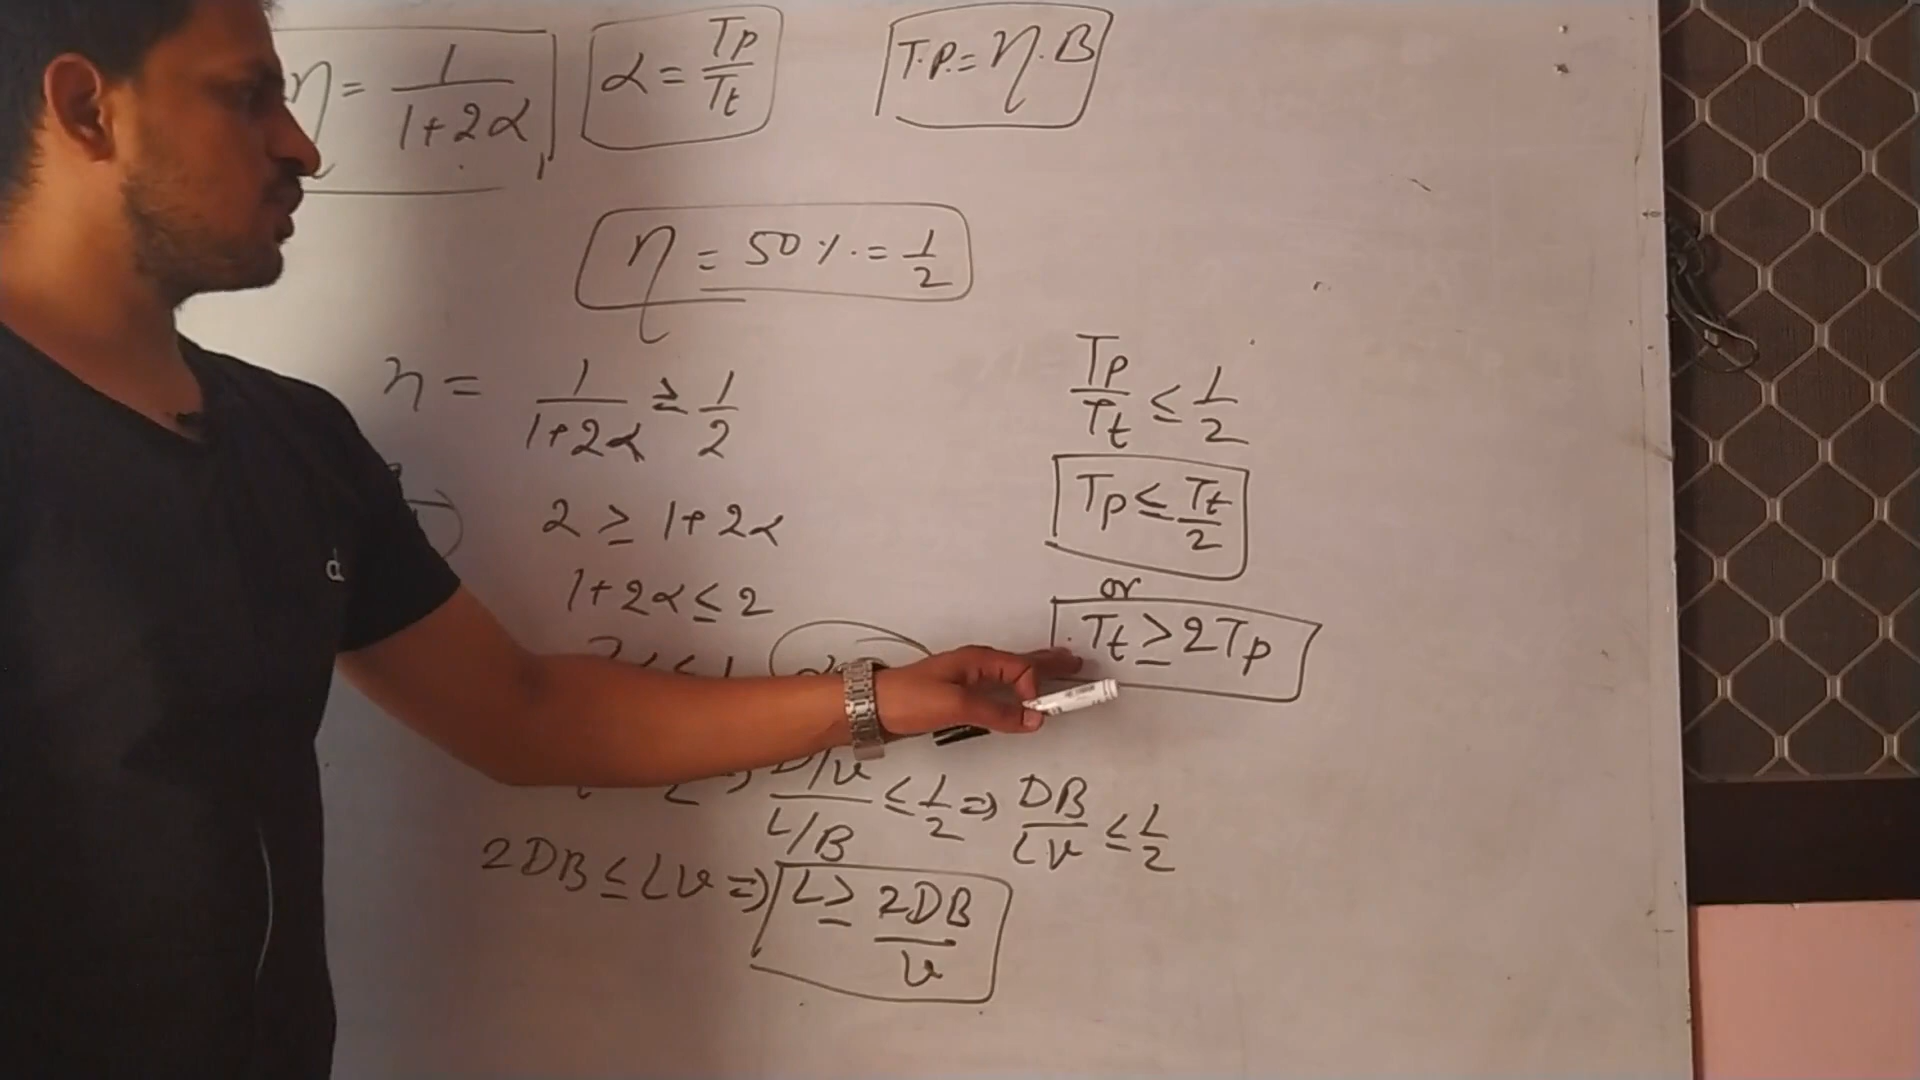 η = 1/(1+2α)
α = Tp/Tt
T.P. = η.B
η = 50 %. = 1/2
η = 1/(1+2α) ≥ 1/2
2 ≥ 1+2α
1+2α ≤ 2
Tp/Tt ≤ 1/2
Tp ≤ Tt/2
or
Tt ≥ 2Tp
D/v / L/B ≤ 1/2 ⇒ DB/LV ≤ 1/2
2DB ≤ LV ⇒ L ≥ 2DB/V
d